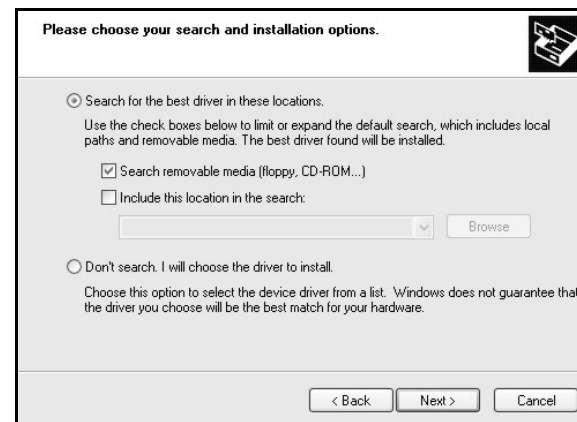 Please choose your search and installation options.
Search for the best driver in these locations.
Use the check boxes below to limit or expand the default search, which includes local
paths and removable media. The best driver found will be installed.
Search removable media (floppy, CD-ROM...)
Include this location in the search:
Browse
Don't search. I will choose the driver to install.
Choose this option to select the device driver from a list. Windows does not guarantee that
the driver you choose will be the best match for your hardware.
< Back Next > Cancel